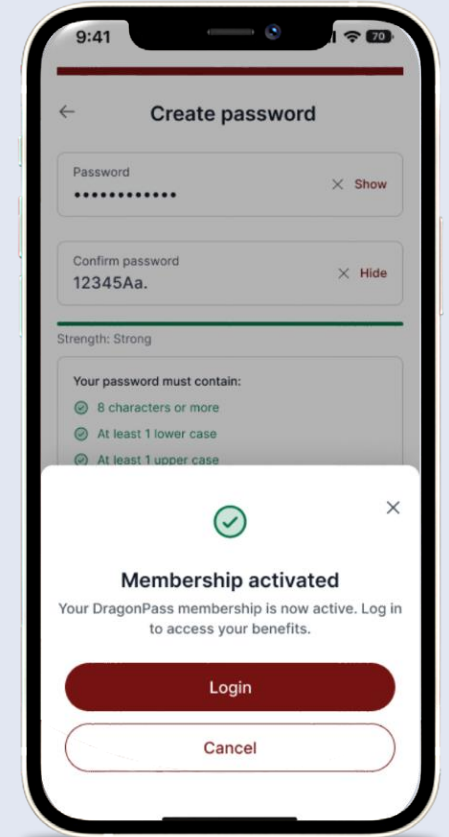 9:41
70
Create password
Password
Show
••••••••••••
Confirm password
Hide
12345Aa.
Strength: Strong
Your password must contain:
8 characters or more
At least 1 lower case
At least 1 upper case
Membership activated
Your DragonPass membership is now active. Log in
to access your benefits.
Login
Cancel